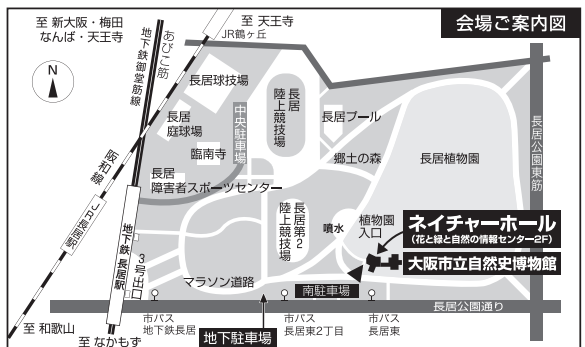 会場ご案内図
至 新大阪・梅田
なんば・天王寺
至 天王寺
JR鶴ヶ丘
あびこ筋
地下鉄御堂筋線
N
長居球技場
長居
陸上競技場
長居プール
長居
庭球場
中央駐車場
臨南寺
郷土の森
長居植物園
長居公園東筋
長居
障害者スポーツセンター
阪和線
JR長居駅
地下鉄 長居駅
3号出口
長居第2
陸上競技場
噴水
植物園
入口
ネイチャーホール
(花と緑と自然の情報センター2F)
大阪市立自然史博物館
マラソン道路
南駐車場
長居公園通り
市バス
地下鉄長居
市バス
長居東2丁目
市バス
長居東
地下駐車場
至 和歌山
至 なかもず